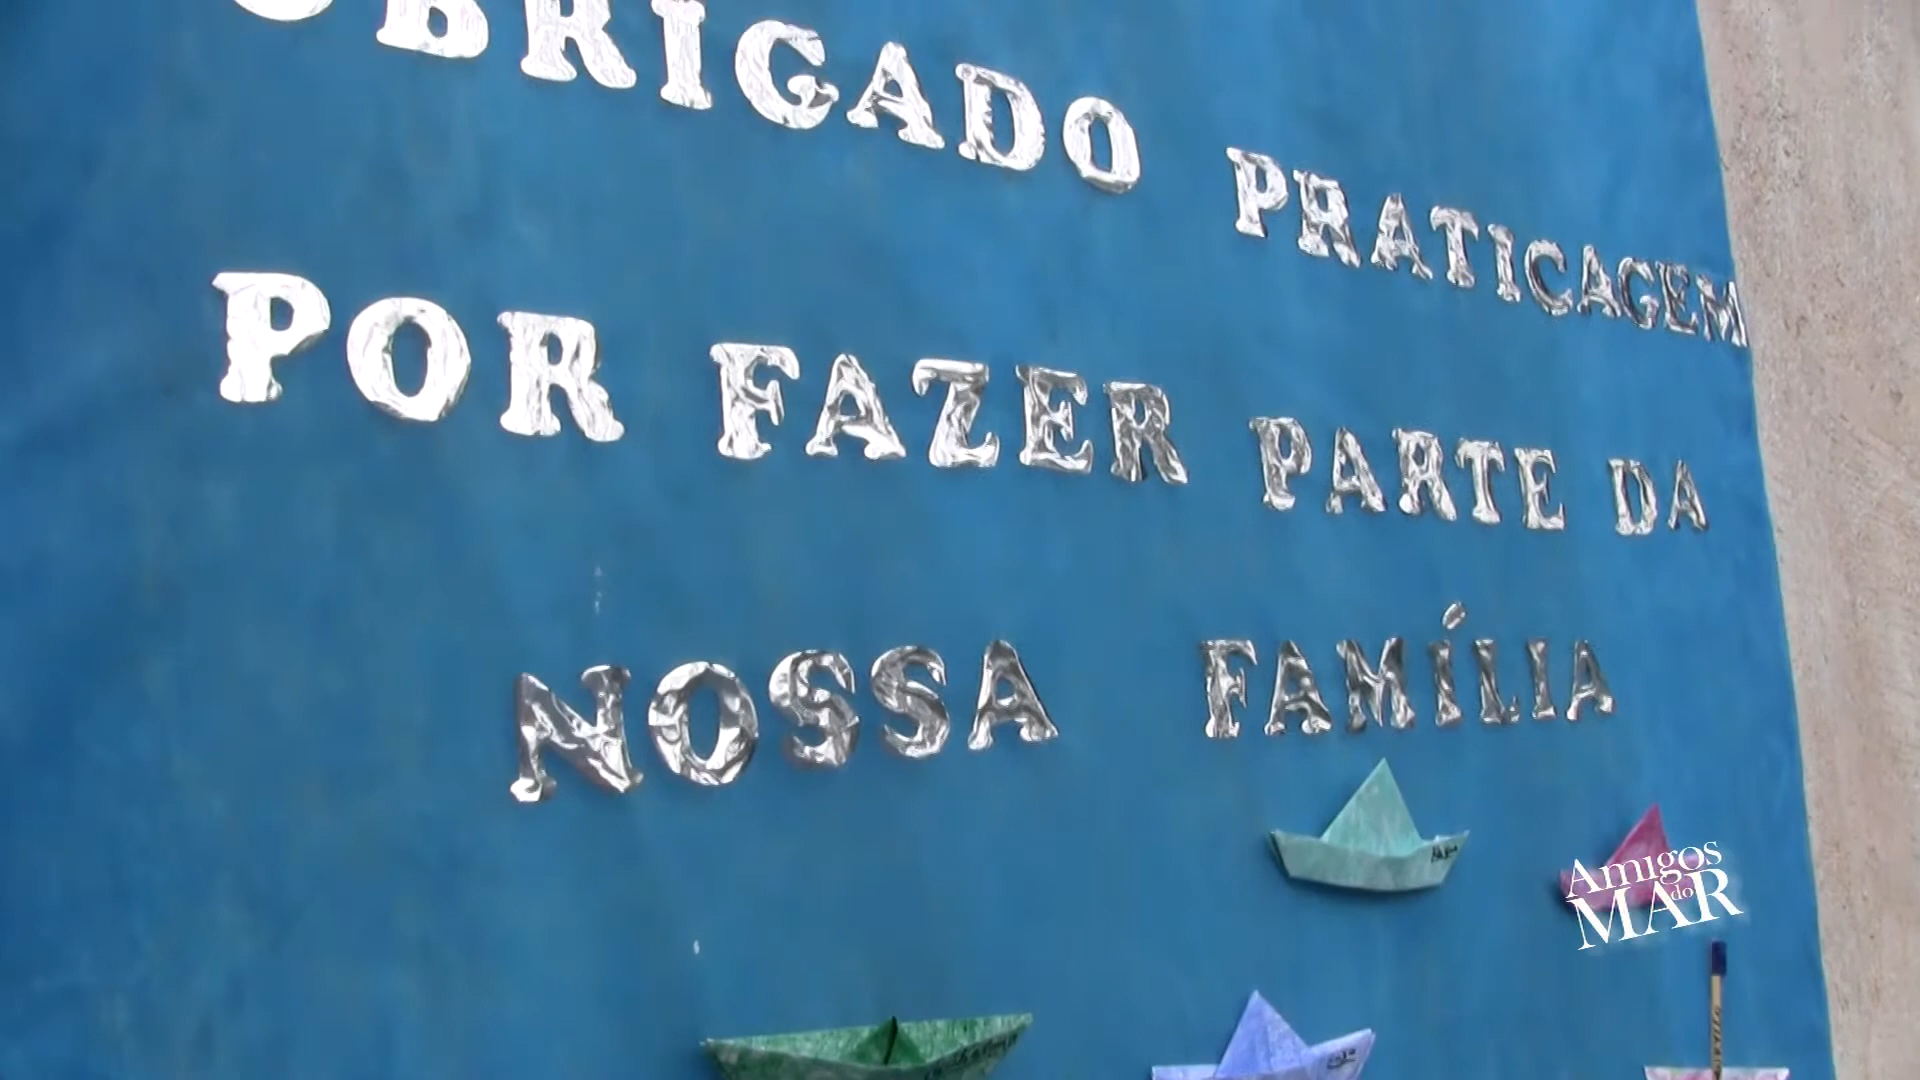 OBRIGADO PRATICAGEM
POR FAZER PARTE DA
NOSSA FAMÍLIA
Amigos
do
MAR